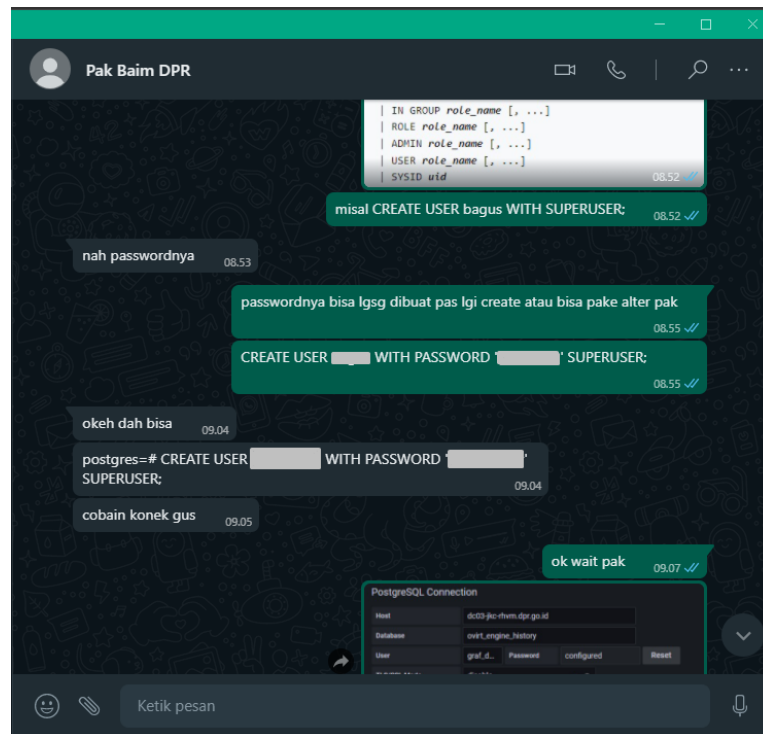 Pak Baim DPR
| IN GROUP role_name [, ...]
| ROLE role_name [, ...]
| ADMIN role_name [, ...]
| USER role_name [, ...]
| SYSID uid
08.52
misal CREATE USER bagus WITH SUPERUSER;
08.52
nah passwordnya
08.53
passwordnya bisa lgsg dibuat pas lgi create atau bisa pake alter pak
08.55
CREATE USER WITH PASSWORD ' ' SUPERUSER;
08.55
okeh dah bisa
09.04
postgres=# CREATE USER WITH PASSWORD ' '
SUPERUSER;
09.04
cobain konek gus
09.05
ok wait pak
09.07
PostgreSQL Connection
Host dc03-jkc-rhvm.dpr.go.id
Database ovirt_engine_history
User graf_d... Password configured Reset
Ketik pesan